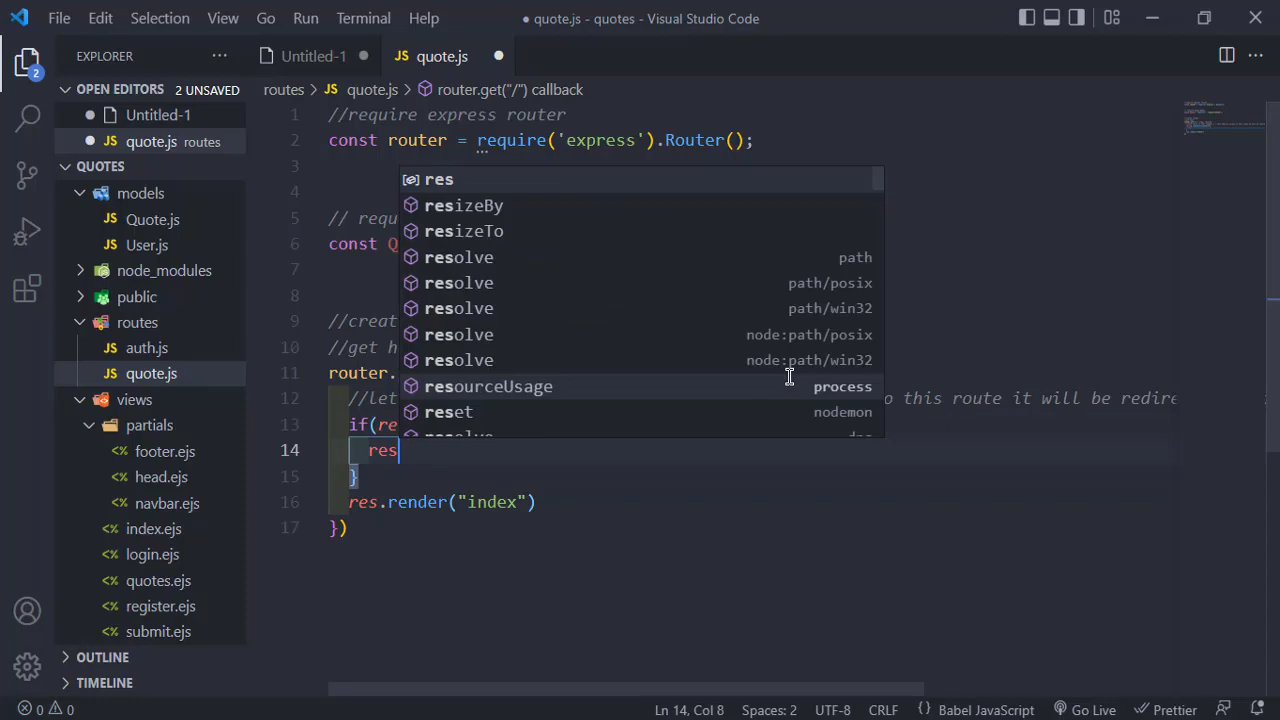 File Edit Selection View Go Run Terminal Help
● quote.js - quotes - Visual Studio Code
EXPLORER ···
Untitled-1 ●
JS quote.js ●
OPEN EDITORS 2 UNSAVED
● Untitled-1
● JS quote.js routes
QUOTES
models
JS Quote.js
JS User.js
node_modules
public
routes
JS auth.js
JS quote.js
views
partials
<%= footer.ejs
<%= head.ejs
<%= navbar.ejs
<%= index.ejs
<%= login.ejs
<%= quotes.ejs
<%= register.ejs
<%= submit.ejs
OUTLINE
TIMELINE
2
routes > JS quote.js > router.get("/") callback
1 //require express router
2 const router = require('express').Router();
3
4
5 // requ
6 const Q
7
8
9 //creat
10 //get h
11 router.
12 //let o this route it will be redire
13 if(re
14 res
15 }
16 res.render("index")
17 })
res
resizeBy
resizeTo
resolve path
resolve path/posix
resolve path/win32
resolve node:path/posix
resolve node:path/win32
resourceUsage process
reset nodemon
resolve dns
0 0 Ln 14, Col 8 Spaces: 2 UTF-8 CRLF {} Babel JavaScript Go Live Prettier